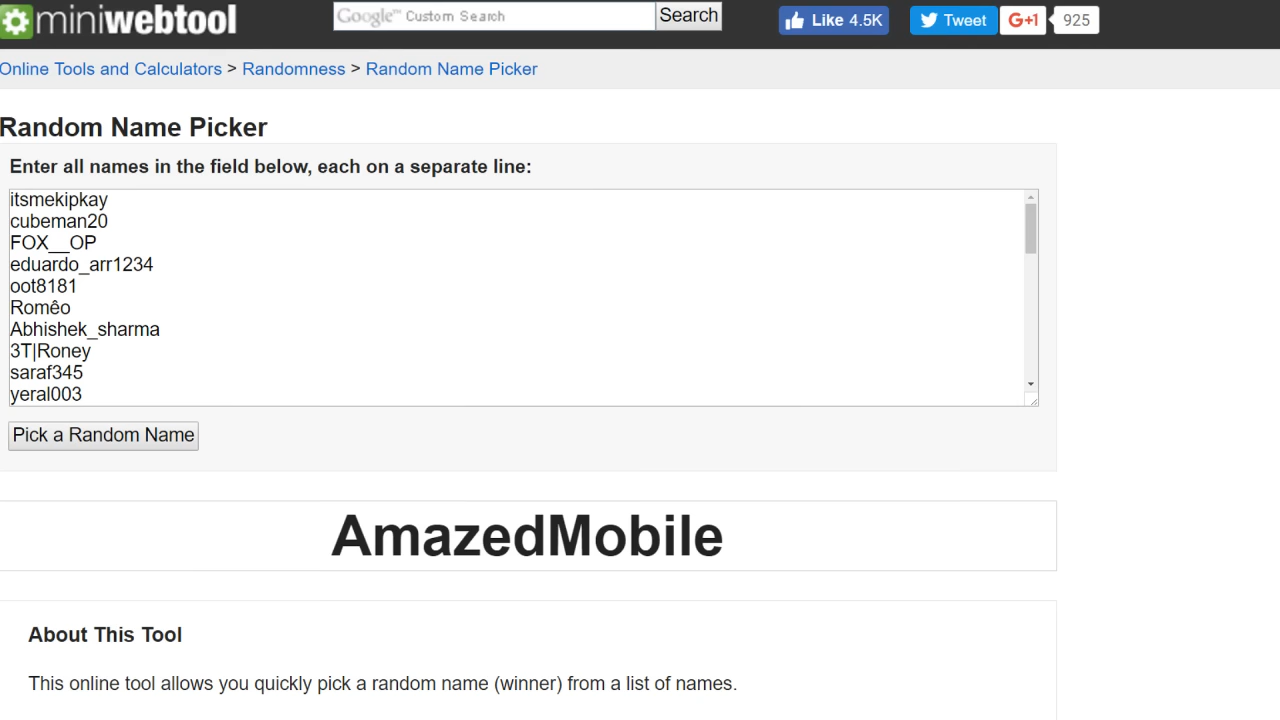 miniwebtool
Google™ Custom Search
Search
Like 4.5K
Tweet
G+1
925
Online Tools and Calculators > Randomness > Random Name Picker
Random Name Picker
Enter all names in the field below, each on a separate line:
itsmekipkay
cubeman20
FOX__OP
eduardo_arr1234
oot8181
Romêo
Abhishek_sharma
3T|Roney
saraf345
yeral003
Pick a Random Name
AmazedMobile
About This Tool
This online tool allows you quickly pick a random name (winner) from a list of names.